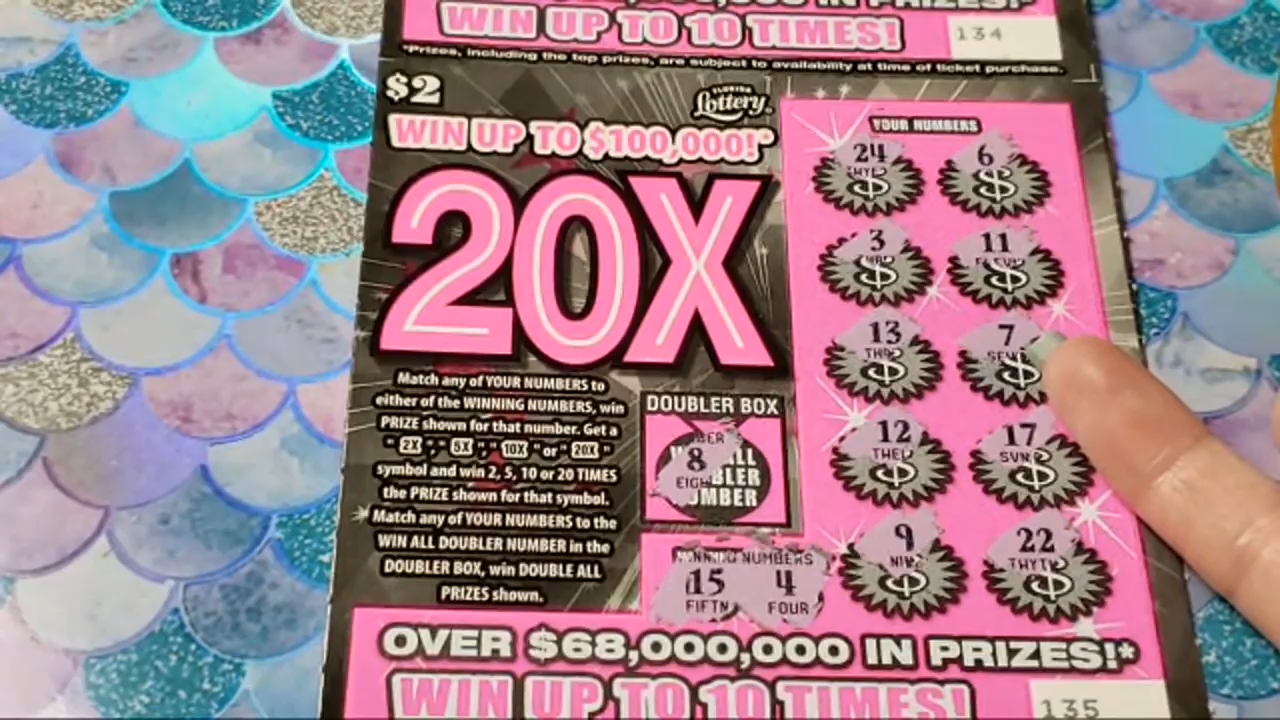 ,000 IN PRIZES!*
WIN UP TO 10 TIMES!
134
*Prizes, including the top prizes, are subject to availability at time of ticket purchase.
$2
FLORIDA
Lottery®
WIN UP TO $100,000!*
20X
YOUR NUMBERS
24 6
$ $
3 11
$ $
13 7
$ $
12 17
$ $
9 22
$ $
Match any of YOUR NUMBERS to
either of the WINNING NUMBERS, win
PRIZE shown for that number. Get a
"2X", "5X", "10X" or "20X"
symbol and win 2, 5, 10 or 20 TIMES
the PRIZE shown for that symbol.
Match any of YOUR NUMBERS to the
WIN ALL DOUBLER NUMBER in the
DOUBLER BOX, win DOUBLE ALL
PRIZES shown.
DOUBLER BOX
8
WINNING NUMBERS
15 4
FIFTN FOUR
OVER $68,000,000 IN PRIZES!*
WIN UP TO 10 TIMES!
135